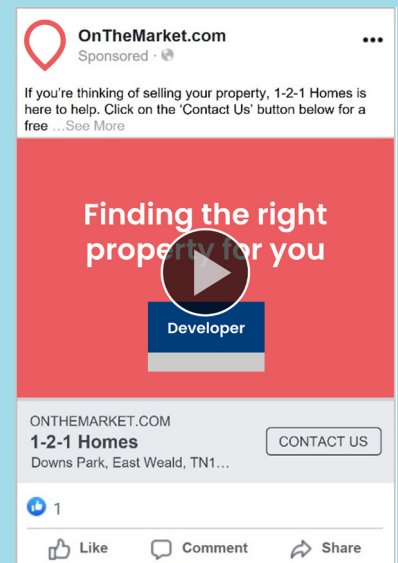 OnTheMarket.com
Sponsored ·
If you're thinking of selling your property, 1-2-1 Homes is
here to help. Click on the 'Contact Us' button below for a
free ...See More
Finding the right
property for you
Developer
ONTHEMARKET.COM
1-2-1 Homes
CONTACT US
Downs Park, East Weald, TN1...
1
Like Comment Share